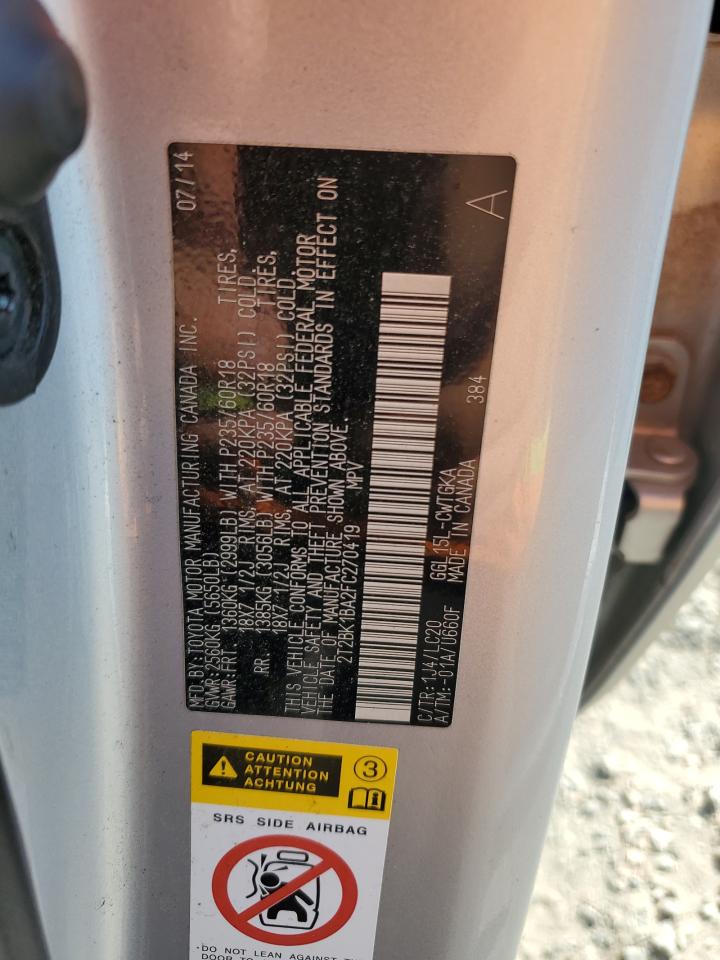 MFD.BY:TOYOTA MOTOR MANUFACTURING CANADA INC. 07/14
GVWR:2560KG (5650LB)
GAWR:FRT 1360KG (2999LB) WITH P235/60R18 TIRES,
18X7 1/2J RIMS, AT 220KPA (32PSI) COLD.
RR 1385KG (3056LB) WITH P235/60R18 TIRES,
18X7 1/2J RIMS, AT 220KPA (32PSI) COLD.
THIS VEHICLE CONFORMS TO ALL APPLICABLE FEDERAL MOTOR
VEHICLE SAFETY AND THEFT PREVENTION STANDARDS IN EFFECT ON
THE DATE OF MANUFACTURE SHOWN ABOVE.
2T2BK1BA2FC270419 MPV
C/TR:1J4/LC20 GGL15L-CWTGKA 384 A
A/TM:-01A/U660F MADE IN CANADA
CAUTION
ATTENTION
ACHTUNG
3
SRS SIDE AIRBAG
·DO NOT LEAN AGAINST
DOOR